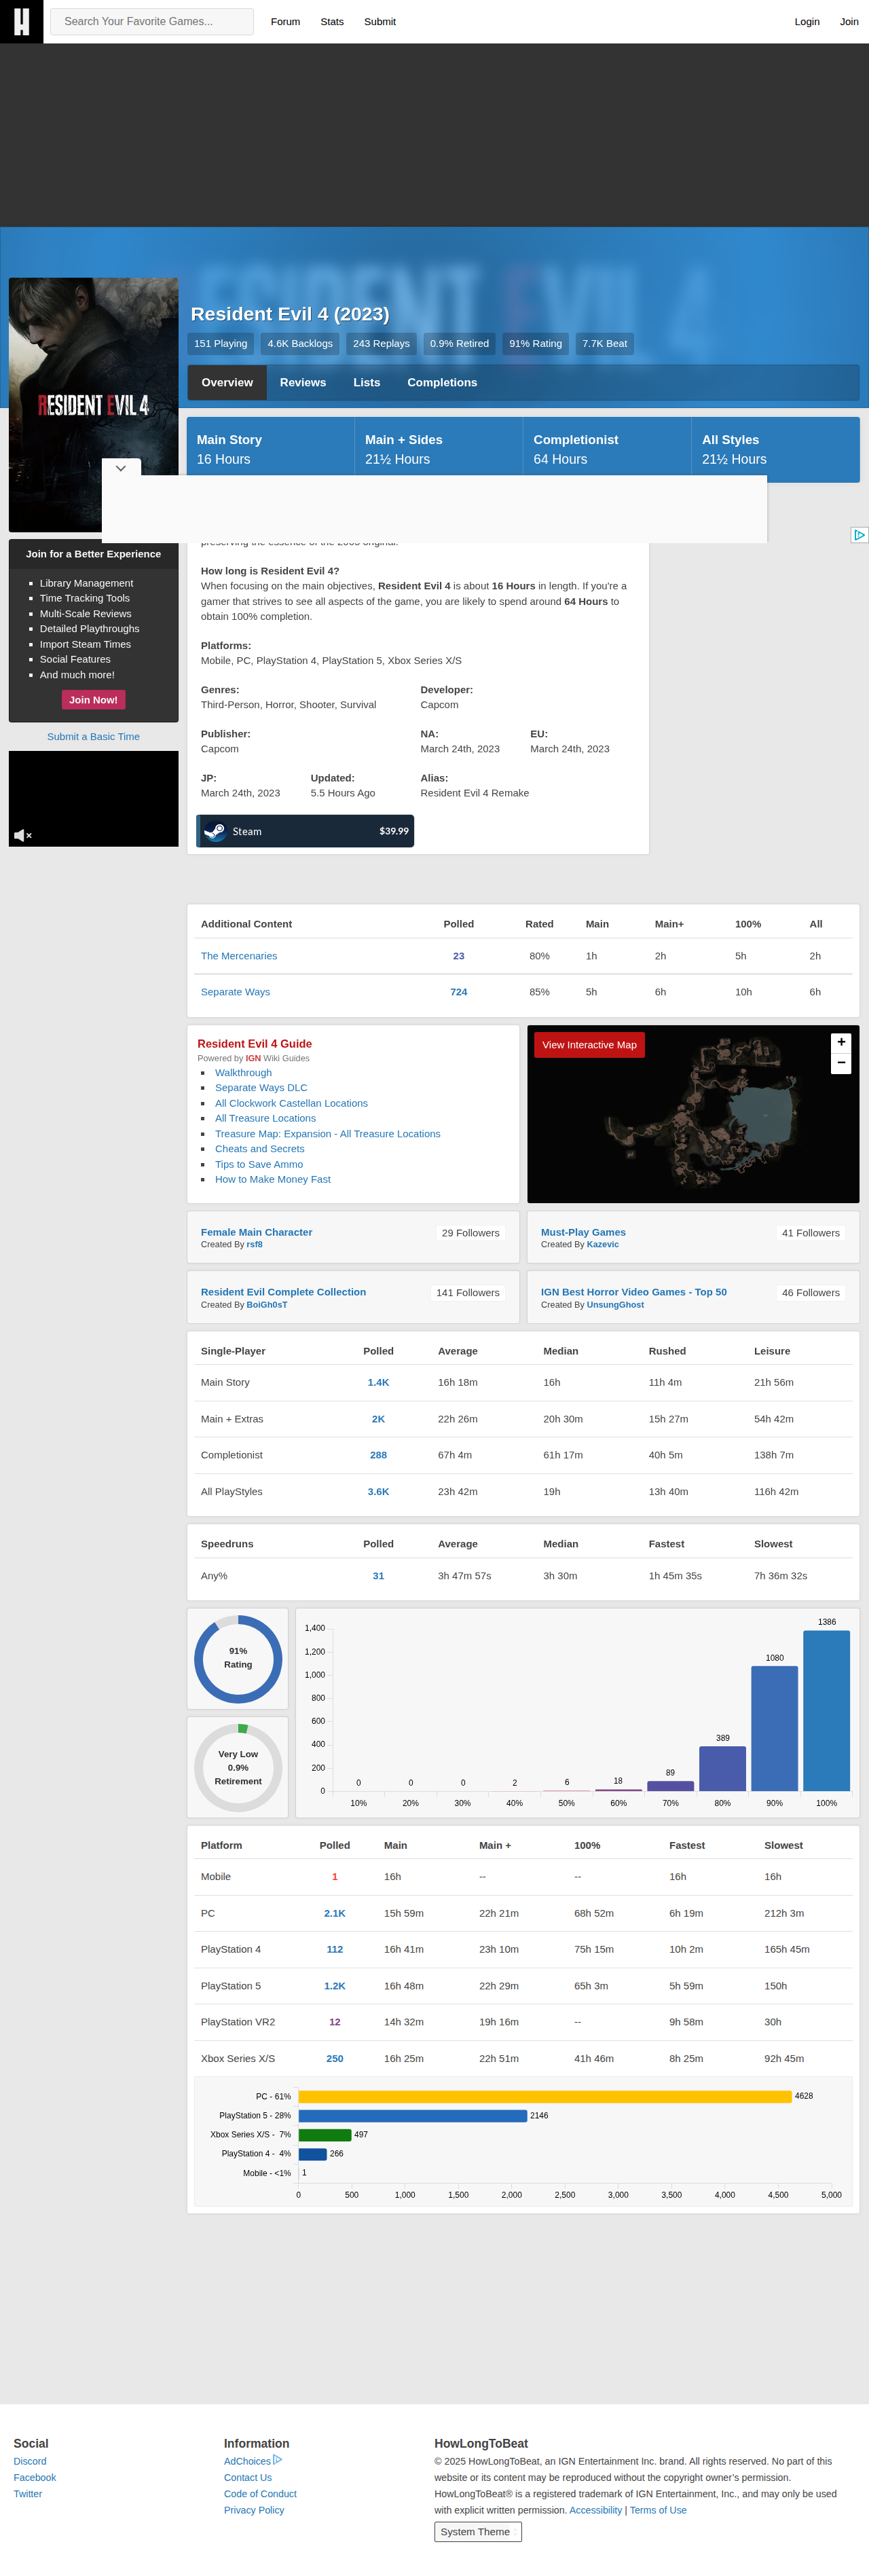 H
Search Your Favorite Games...
Forum Stats Submit
Login Join
Resident Evil 4 (2023)
151 Playing 4.6K Backlogs 243 Replays 0.9% Retired 91% Rating 7.7K Beat
Overview Reviews Lists Completions
RESIDENT EVIL 4
Main Story Main + Sides Completionist All Styles
16 Hours 21½ Hours 64 Hours 21½ Hours
Join for a Better Experience
Library Management
Time Tracking Tools
Multi-Scale Reviews
Detailed Playthroughs
Import Steam Times
Social Features
And much more!
Join Now!
Submit a Basic Time
preserving the essence of the 2005 original.
How long is Resident Evil 4?
When focusing on the main objectives, Resident Evil 4 is about 16 Hours in length. If you're a
gamer that strives to see all aspects of the game, you are likely to spend around 64 Hours to
obtain 100% completion.
Platforms:
Mobile, PC, PlayStation 4, PlayStation 5, Xbox Series X/S
Genres: Developer:
Third-Person, Horror, Shooter, Survival Capcom
Publisher: NA: EU:
Capcom March 24th, 2023 March 24th, 2023
JP: Updated: Alias:
March 24th, 2023 5.5 Hours Ago Resident Evil 4 Remake
Steam $39.99
Additional Content Polled Rated Main Main+ 100% All
The Mercenaries 23 80% 1h 2h 5h 2h
Separate Ways 724 85% 5h 6h 10h 6h
Resident Evil 4 Guide
Powered by IGN Wiki Guides
Walkthrough
Separate Ways DLC
All Clockwork Castellan Locations
All Treasure Locations
Treasure Map: Expansion - All Treasure Locations
Cheats and Secrets
Tips to Save Ammo
How to Make Money Fast
View Interactive Map
+
−
Female Main Character 29 Followers
Created By rsf8
Must-Play Games 41 Followers
Created By Kazevic
Resident Evil Complete Collection 141 Followers
Created By BoiGh0sT
IGN Best Horror Video Games - Top 50 46 Followers
Created By UnsungGhost
Single-Player Polled Average Median Rushed Leisure
Main Story 1.4K 16h 18m 16h 11h 4m 21h 56m
Main + Extras 2K 22h 26m 20h 30m 15h 27m 54h 42m
Completionist 288 67h 4m 61h 17m 40h 5m 138h 7m
All PlayStyles 3.6K 23h 42m 19h 13h 40m 116h 42m
Speedruns Polled Average Median Fastest Slowest
Any% 31 3h 47m 57s 3h 30m 1h 45m 35s 7h 36m 32s
91%
Rating
Very Low
0.9%
Retirement
1,400
1,200
1,000
800
600
400
200
0
0 0 0 2 6 18 89 389 1080 1386
10% 20% 30% 40% 50% 60% 70% 80% 90% 100%
Platform Polled Main Main + 100% Fastest Slowest
Mobile 1 16h -- -- 16h 16h
PC 2.1K 15h 59m 22h 21m 68h 52m 6h 19m 212h 3m
PlayStation 4 112 16h 41m 23h 10m 75h 15m 10h 2m 165h 45m
PlayStation 5 1.2K 16h 48m 22h 29m 65h 3m 5h 59m 150h
PlayStation VR2 12 14h 32m 19h 16m -- 9h 58m 30h
Xbox Series X/S 250 16h 25m 22h 51m 41h 46m 8h 25m 92h 45m
PC - 61% 4628
PlayStation 5 - 28% 2146
Xbox Series X/S - 7% 497
PlayStation 4 - 4% 266
Mobile - <1% 1
0 500 1,000 1,500 2,000 2,500 3,000 3,500 4,000 4,500 5,000
Social
Discord
Facebook
Twitter
Information
AdChoices
Contact Us
Code of Conduct
Privacy Policy
HowLongToBeat
© 2025 HowLongToBeat, an IGN Entertainment Inc. brand. All rights reserved. No part of this
website or its content may be reproduced without the copyright owner's permission.
HowLongToBeat® is a registered trademark of IGN Entertainment, Inc., and may only be used
with explicit written permission. Accessibility | Terms of Use
System Theme